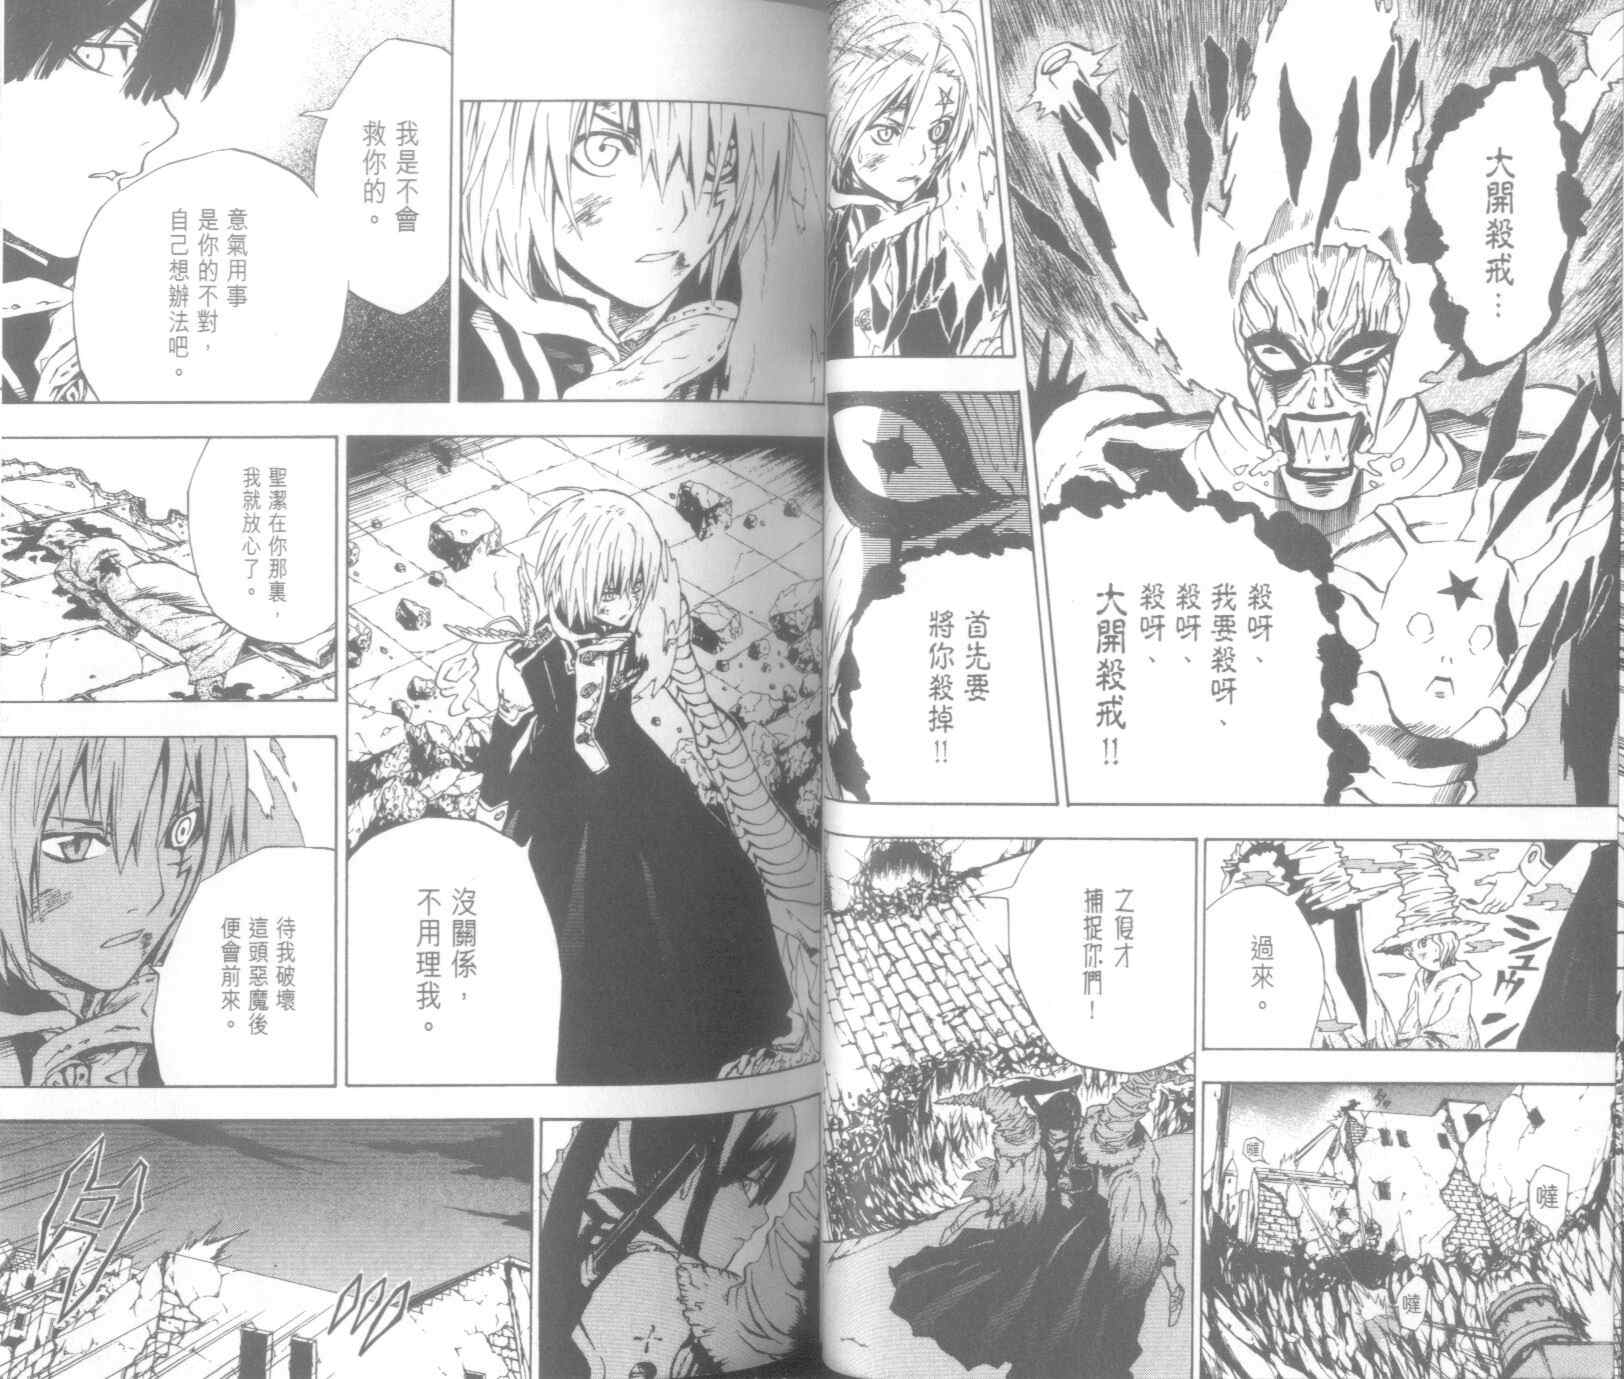 大開殺戒…
殺呀、
我要殺呀、
殺呀、
殺呀、
大開殺戒!!
首先要
將你殺掉!!
過來。
シュウン
之後才
捕捉你們！
噠
噠
噠
我是不會
救你的。
意氣用事
是你的不對，
自己想辦法吧。
沒關係，
不用理我。
聖潔在你那裏，
我就放心了。
待我破壞
這頭惡魔後
便會前來。